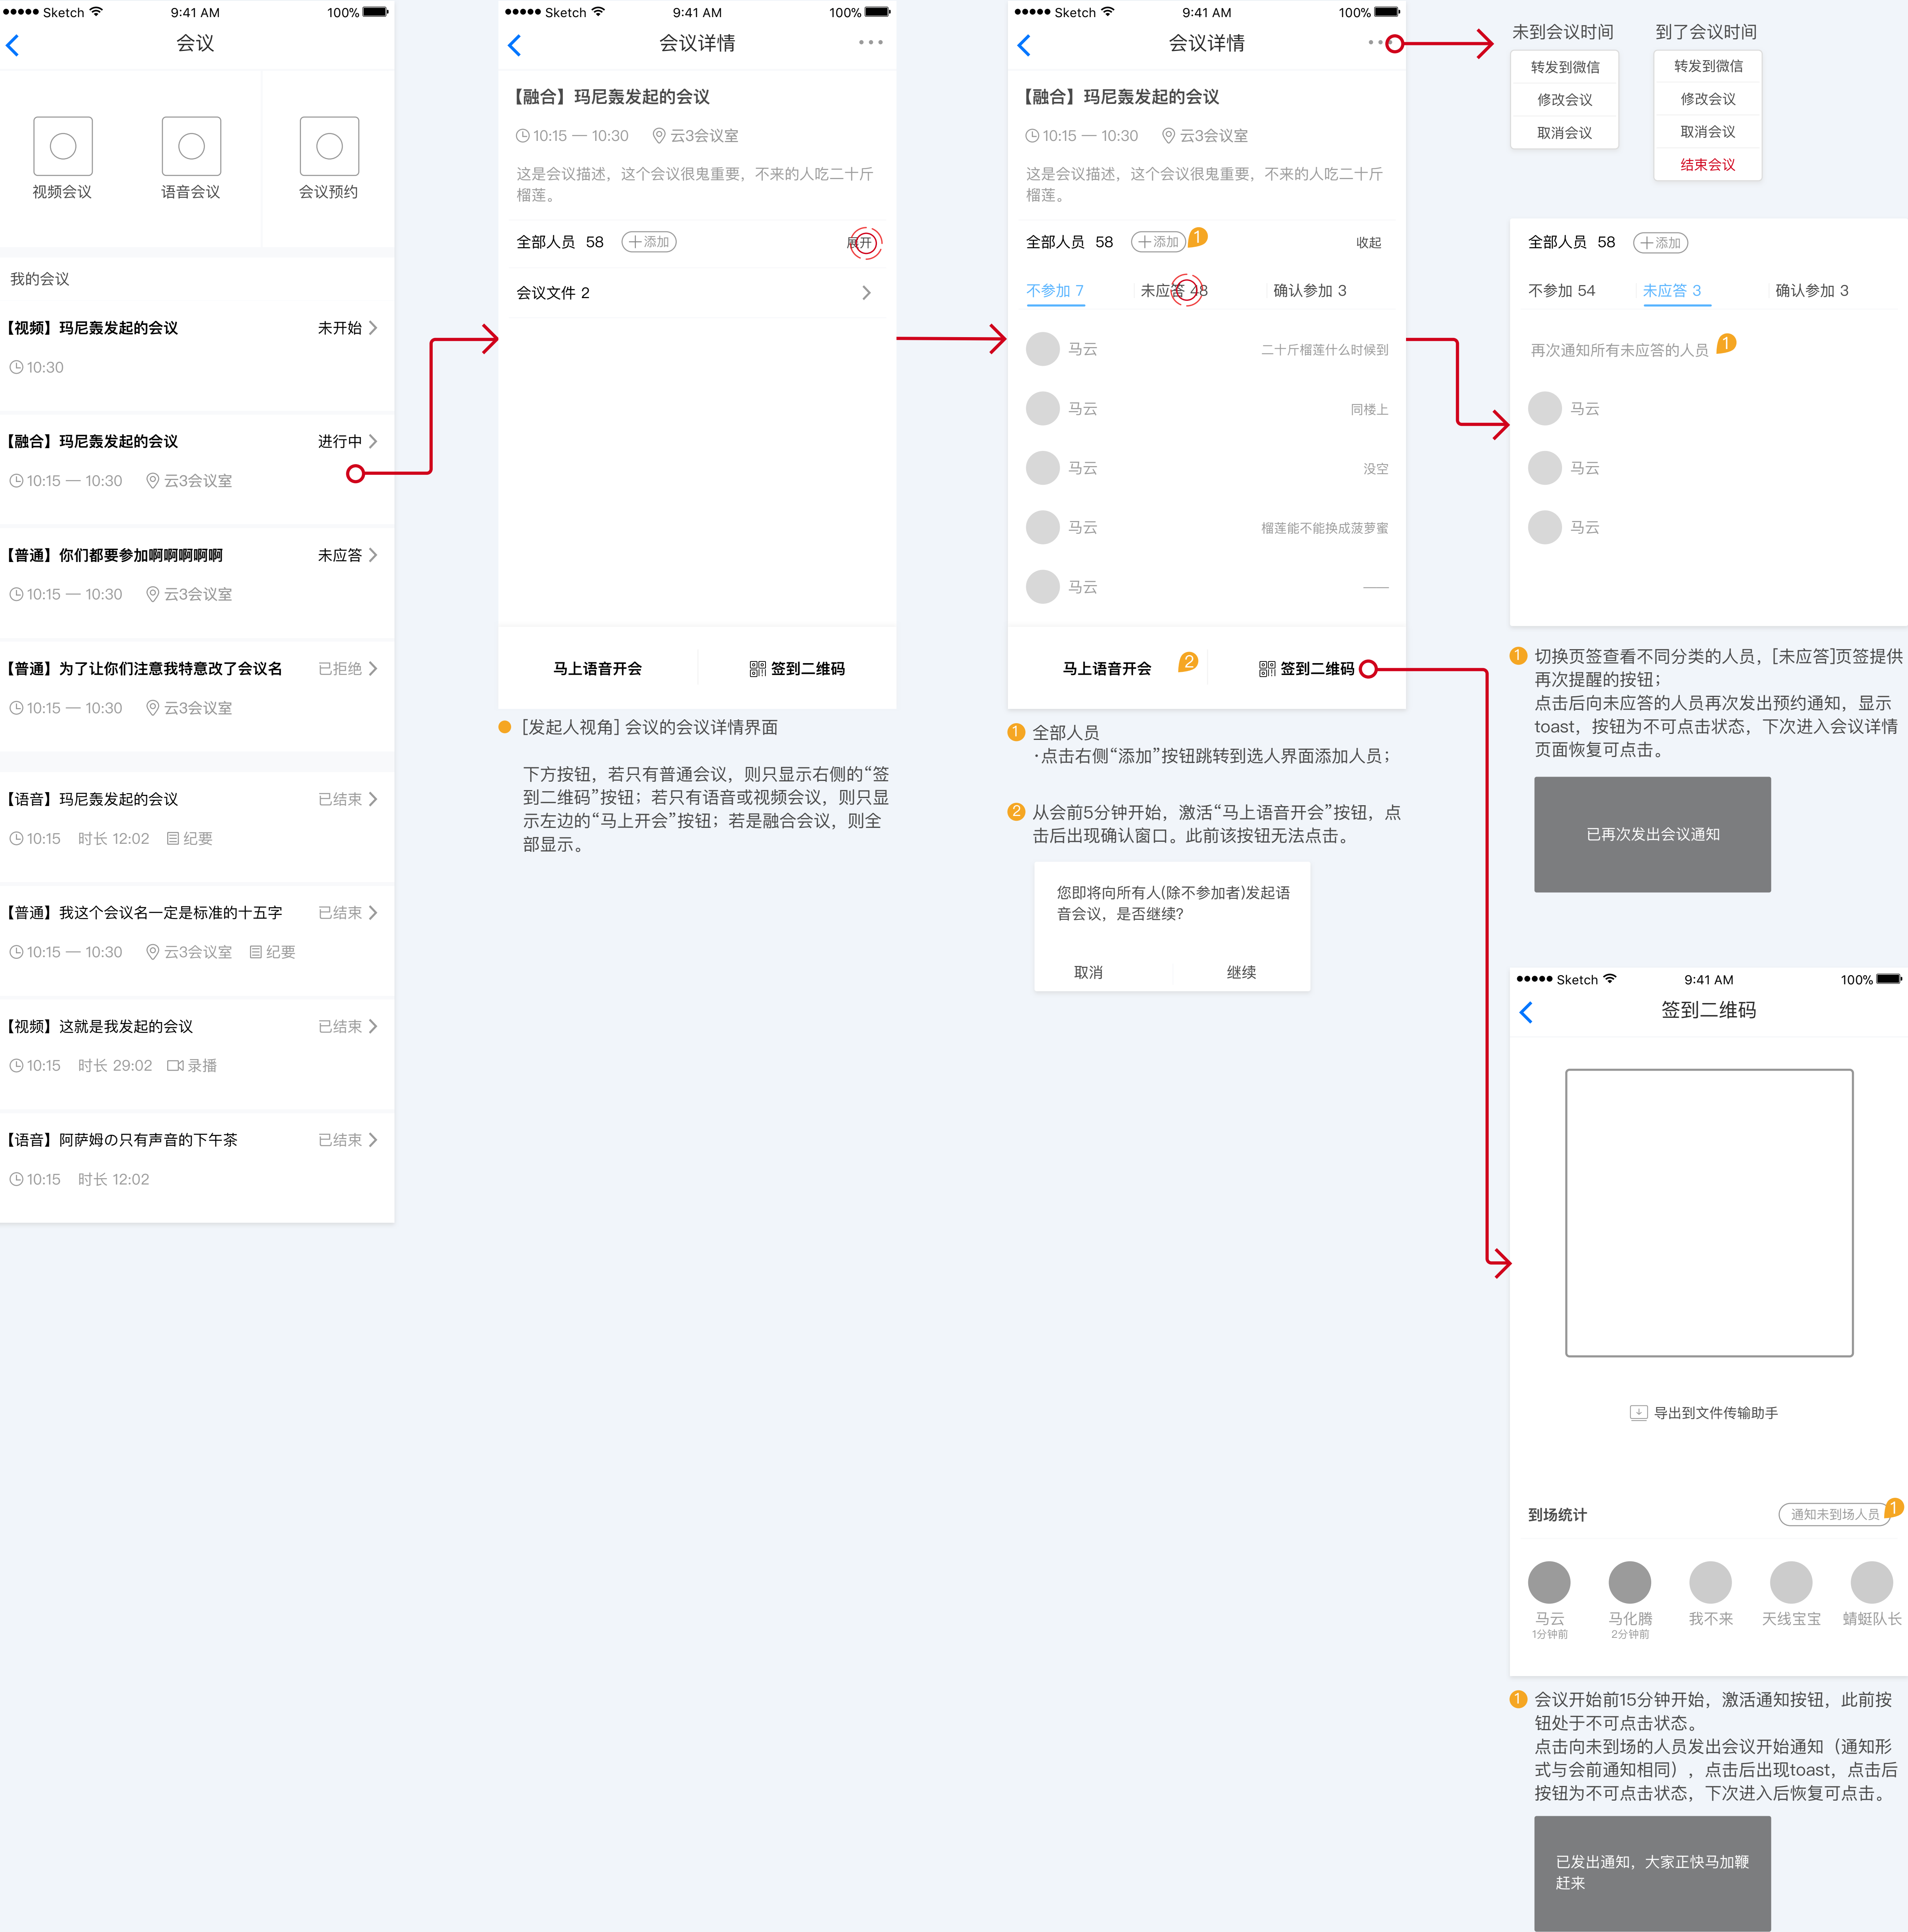 Sketch 9:41 AM 100%
会议
视频会议 语音会议 会议预约
我的会议
【视频】玛尼轰发起的会议 未开始
10:30
【融合】玛尼轰发起的会议 进行中
10:15 — 10:30 云3会议室
【普通】你们都要参加啊啊啊啊啊 未应答
10:15 — 10:30 云3会议室
【普通】为了让你们注意我特意改了会议名 已拒绝
10:15 — 10:30 云3会议室
【语音】玛尼轰发起的会议 已结束
10:15 时长 12:02 纪要
【普通】我这个会议名一定是标准的十五字 已结束
10:15 — 10:30 云3会议室 纪要
【视频】这就是我发起的会议 已结束
10:15 时长 29:02 录播
【语音】阿萨姆の只有声音的下午茶 已结束
10:15 时长 12:02
Sketch 9:41 AM 100%
会议详情
【融合】玛尼轰发起的会议
10:15 — 10:30 云3会议室
这是会议描述，这个会议很鬼重要，不来的人吃二十斤
榴莲。
全部人员 58 添加 展开
会议文件 2
马上语音开会 签到二维码
[发起人视角] 会议的会议详情界面
下方按钮，若只有普通会议，则只显示右侧的“签
到二维码”按钮；若只有语音或视频会议，则只显
示左边的“马上开会”按钮；若是融合会议，则全
部显示。
Sketch 9:41 AM 100%
会议详情
【融合】玛尼轰发起的会议
10:15 — 10:30 云3会议室
这是会议描述，这个会议很鬼重要，不来的人吃二十斤
榴莲。
全部人员 58 添加 1 收起
不参加 7 未应答 48 确认参加 3
马云 二十斤榴莲什么时候到
马云 同楼上
马云 没空
马云 榴莲能不能换成菠萝蜜
马云 ——
马上语音开会 2 签到二维码
1 全部人员
·点击右侧“添加”按钮跳转到选人界面添加人员；
2 从会前5分钟开始，激活“马上语音开会”按钮，点
击后出现确认窗口。此前该按钮无法点击。
您即将向所有人(除不参加者)发起语
音会议，是否继续?
取消 继续
未到会议时间
转发到微信
修改会议
取消会议
到了会议时间
转发到微信
修改会议
取消会议
结束会议
全部人员 58 添加
不参加 54 未应答 3 确认参加 3
再次通知所有未应答的人员 1
马云
马云
马云
1 切换页签查看不同分类的人员，[未应答]页签提供
再次提醒的按钮；
点击后向未应答的人员再次发出预约通知，显示
toast，按钮为不可点击状态，下次进入会议详情
页面恢复可点击。
已再次发出会议通知
Sketch 9:41 AM 100%
签到二维码
导出到文件传输助手
到场统计 通知未到场人员 1
马云 马化腾 我不来 天线宝宝 蜻蜓队长
1分钟前 2分钟前
1 会议开始前15分钟开始，激活通知按钮，此前按
钮处于不可点击状态。
点击向未到场的人员发出会议开始通知（通知形
式与会前通知相同），点击后出现toast，点击后
按钮为不可点击状态，下次进入后恢复可点击。
已发出通知，大家正快马加鞭
赶来